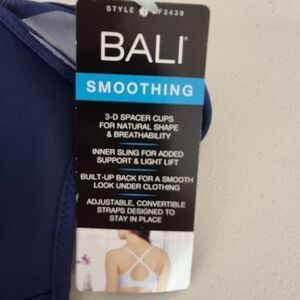 STYLE
BALI®
SMOOTHING
3-D SPACER CUPS
FOR NATURAL SHAPE
& BREATHABILITY
INNER SLING FOR ADDED
SUPPORT & LIGHT LIFT
BUILT-UP BACK FOR A SMOOTH
LOOK UNDER CLOTHING
ADJUSTABLE, CONVERTIBLE
STRAPS DESIGNED TO
STAY IN PLACE